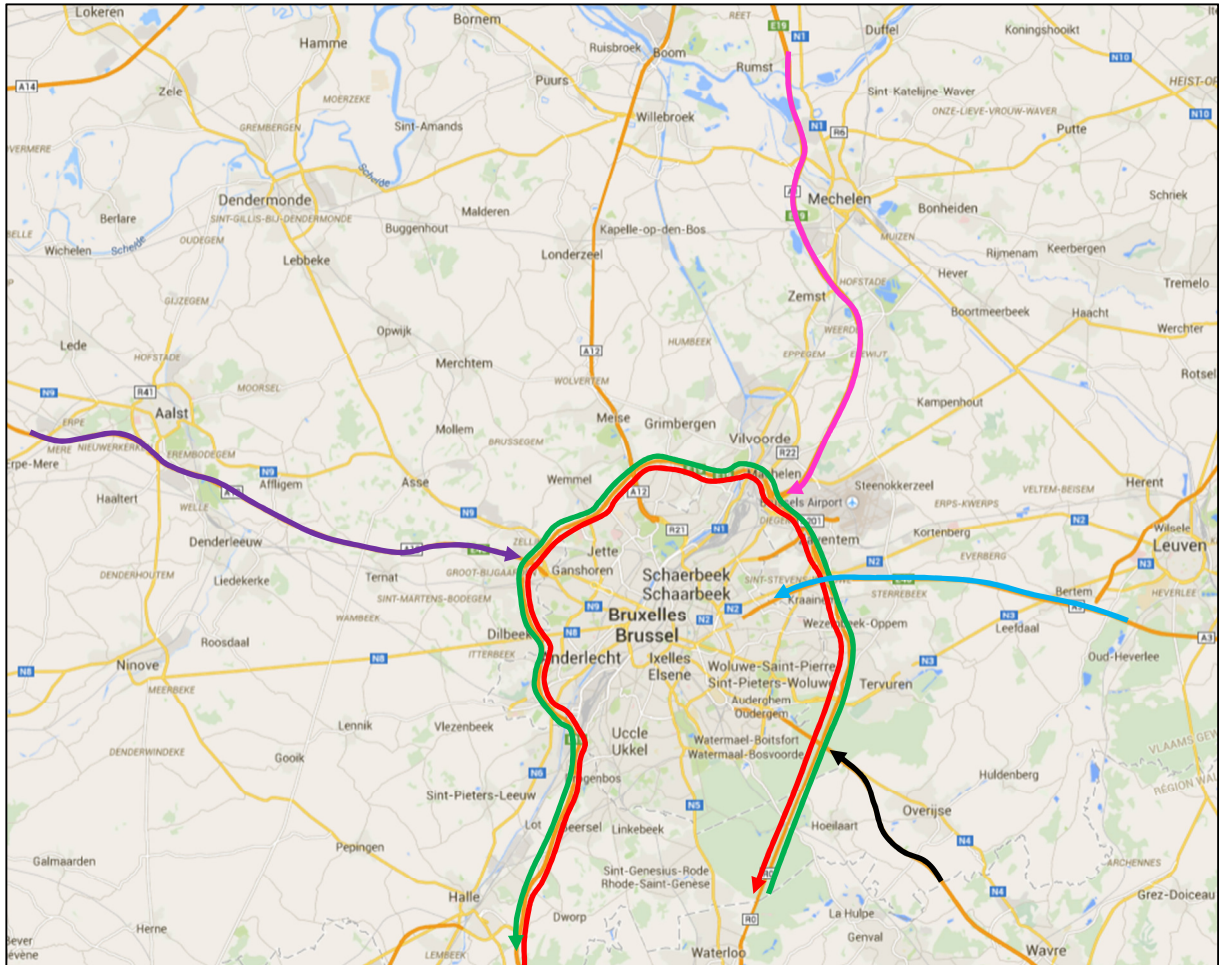 Lokeren
Hamme
Bornem
Ruisbroek
Boom
REET
E19
N1
Duffel
Koningshooikt
N10
Rumst
A14
Zele
MOERZEKE
Puurs
Willebroek
Sint-Katelijne-Waver
ONZE-LIEVE-VROUW-WAVER
HEIST-OP-
GREMBERGEN
Sint-Amands
N1
R6
Putte
N10
Schelde
Dendermonde
SINT-GILLIS-BIJ-DENDERMONDE
Malderen
Mechelen
Bonheiden
Schriek
Berlare
Buggenhout
Kapelle-op-den-Bos
MUIZEN
Rijmenam
Keerbergen
Wichelen
Schelde
OUDEGEM
Lebbeke
Londerzeel
Hever
Tremelo
GIJZEGEM
Zemst
HOFSTADE
Boortmeerbeek
Haacht
Werchter
Lede
Opwijk
HUMBEEK
WEERDE
EPPEGEM
HOFSTADE
Merchtem
A12
WOLVERTEM
Rotsel
N9
R41
MOORSEL
Aalst
Meise
Grimbergen
Kampenhout
ERPE
MERE
NIEUWERKERKEN
EREMBODEGEM
Mollem
BRUSSEGEM
Vilvoorde
R22
Erpe-Mere
N9
Affligem
Asse
Wemmel
Machelen
Steenokkerzeel
Haaltert
WELLE
A12
Brussels Airport
ERPS-KWERPS
VELTEM-BEISEM
Herent
N9
R21
N1
Kortenberg
N2
Wilsele
Denderleeuw
Jette
N2
EVERBERG
Leuven
N3
DENDERHOUTEM
Liedekerke
Ternat
GROOT-BIJGAARDEN
Ganshoren
Schaerbeek
Schaarbeek
STERREBEEK
Bertem
HEVERLEE
SINT-MARTENS-BODEGEM
N9
Bruxelles
Brussel
N2
N2
Kraainem
N3
Leefdaal
A3
Roosdaal
WAMBEEK
Dilbeek
N8
Wezembeek-Oppem
Oud-Heverlee
N8
Ninove
N8
ITTERBEEK
Anderlecht
Ixelles
Elsene
Woluwe-Saint-Pierre
Sint-Pieters-Woluwe
N3
MEERBEKE
Tervuren
Auderghem
Oudergem
Lennik
Vlezenbeek
Uccle
Ukkel
Watermael-Boitsfort
Watermaal-Bosvoorde
VLAAMS GEW
DENDERWINDEKE
Gooik
N6
Drogenbos
Huldenberg
RÉGION WAL
Sint-Pieters-Leeuw
N5
Overijse
Lot
Beersel
Linkebeek
Hoeilaart
N4
Galmaarden
Pepingen
Sint-Genesius-Rode
Rhode-Saint-Genèse
R0
ARCHENNES
N4
Halle
Grez-Doiceau
Herne
Dworp
R0
La Hulpe
Genval
LEMBEEK
Waterloo
Wavre